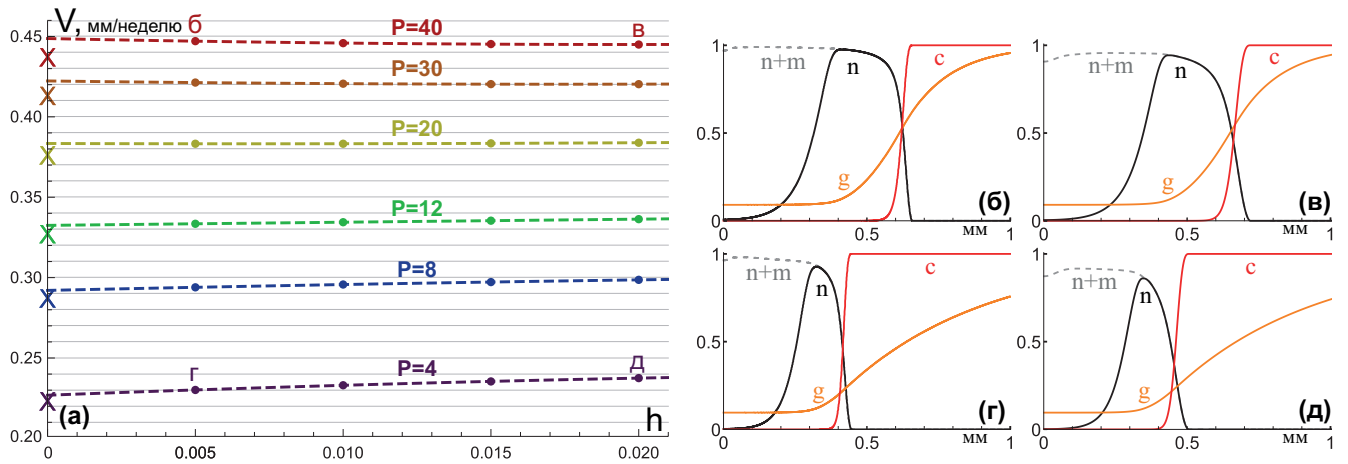 V, мм/неделю
0.45
0.40
0.35
0.30
0.25
0.20
б
P=40
в
P=30
P=20
P=12
P=8
г
P=4
д
(а)
h
0
0.005
0.010
0.015
0.020
1
0.5
0
n+m
n
c
g
(б)
0.5
мм
1
1
0.5
0
n+m
n
c
g
(в)
0.5
мм
1
1
0.5
0
n+m
n
c
g
(г)
0.5
мм
1
1
0.5
0
n+m
n
c
g
(д)
0.5
мм
1